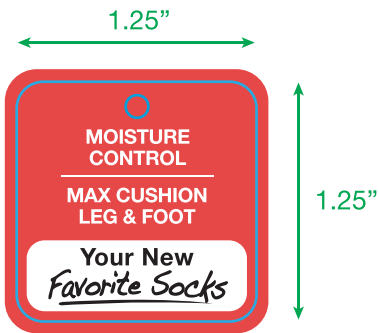 1.25”
MOISTURE
CONTROL
MAX CUSHION
LEG & FOOT
1.25”
Your New
Favorite Socks